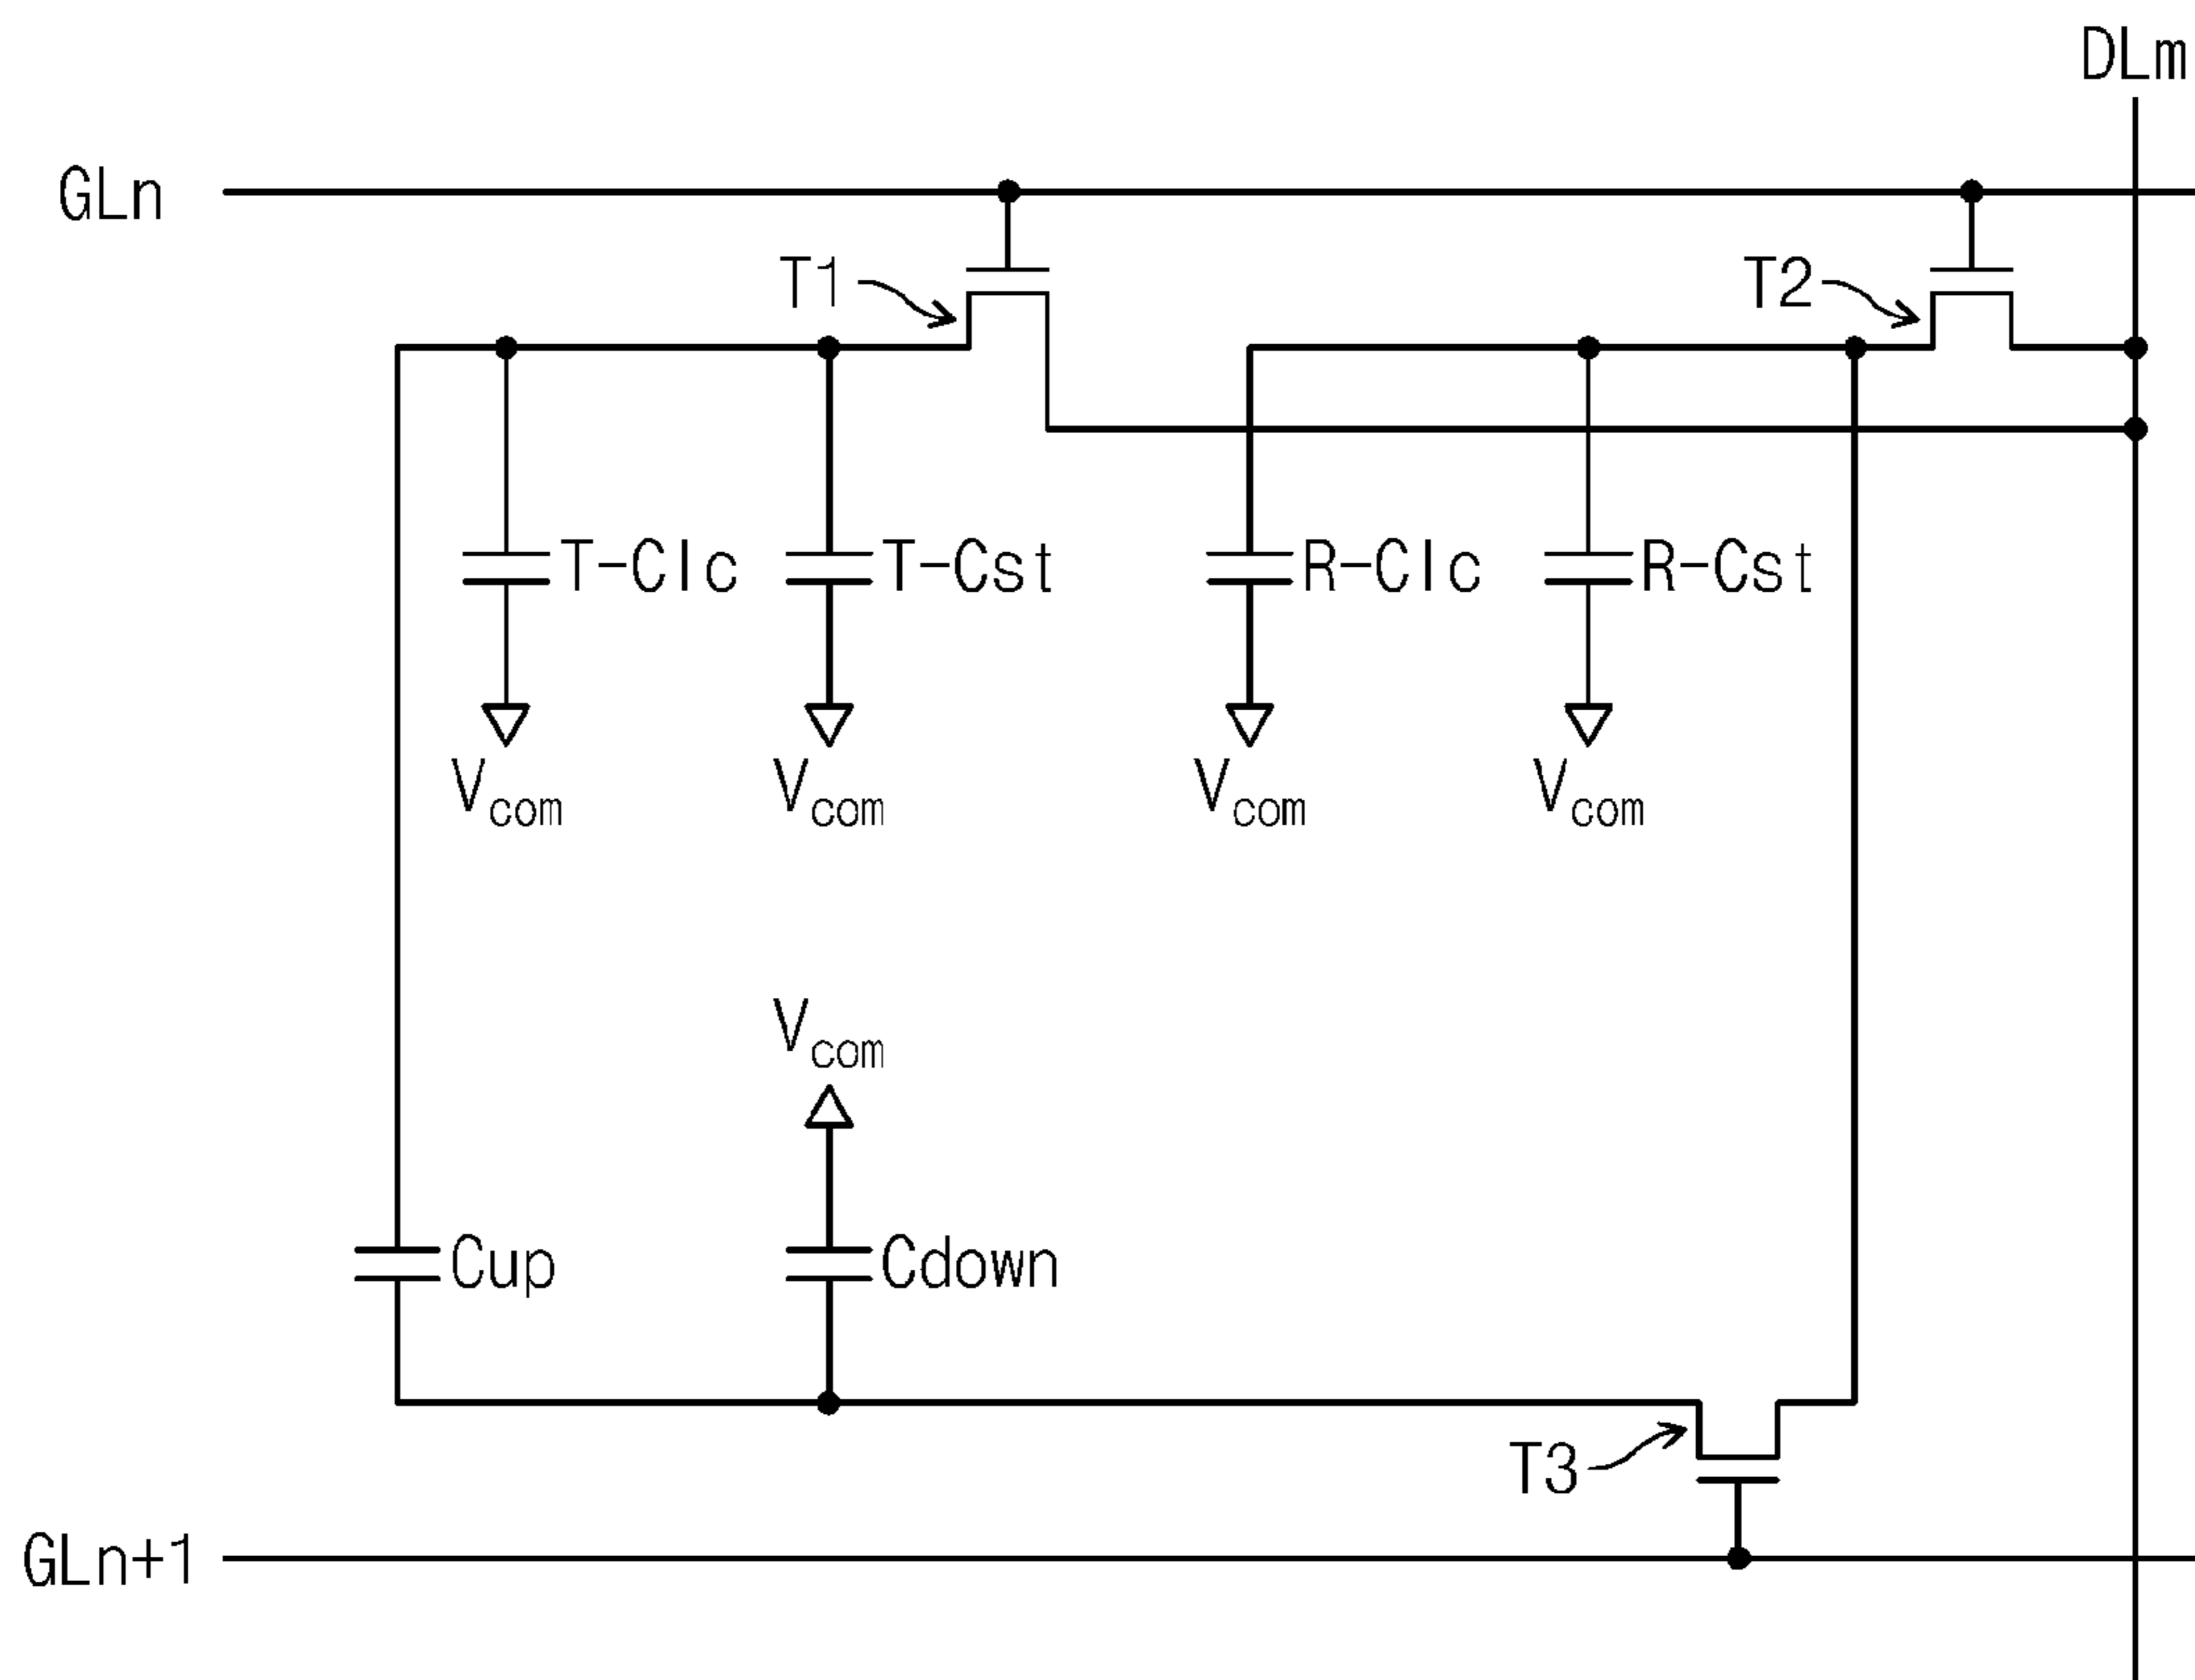 DLm
GLn
T1
T2
T-Clc
T-Cst
R-Clc
R-Cst
Vcom
Vcom
Vcom
Vcom
Vcom
Cup
Cdown
T3
GLn+1